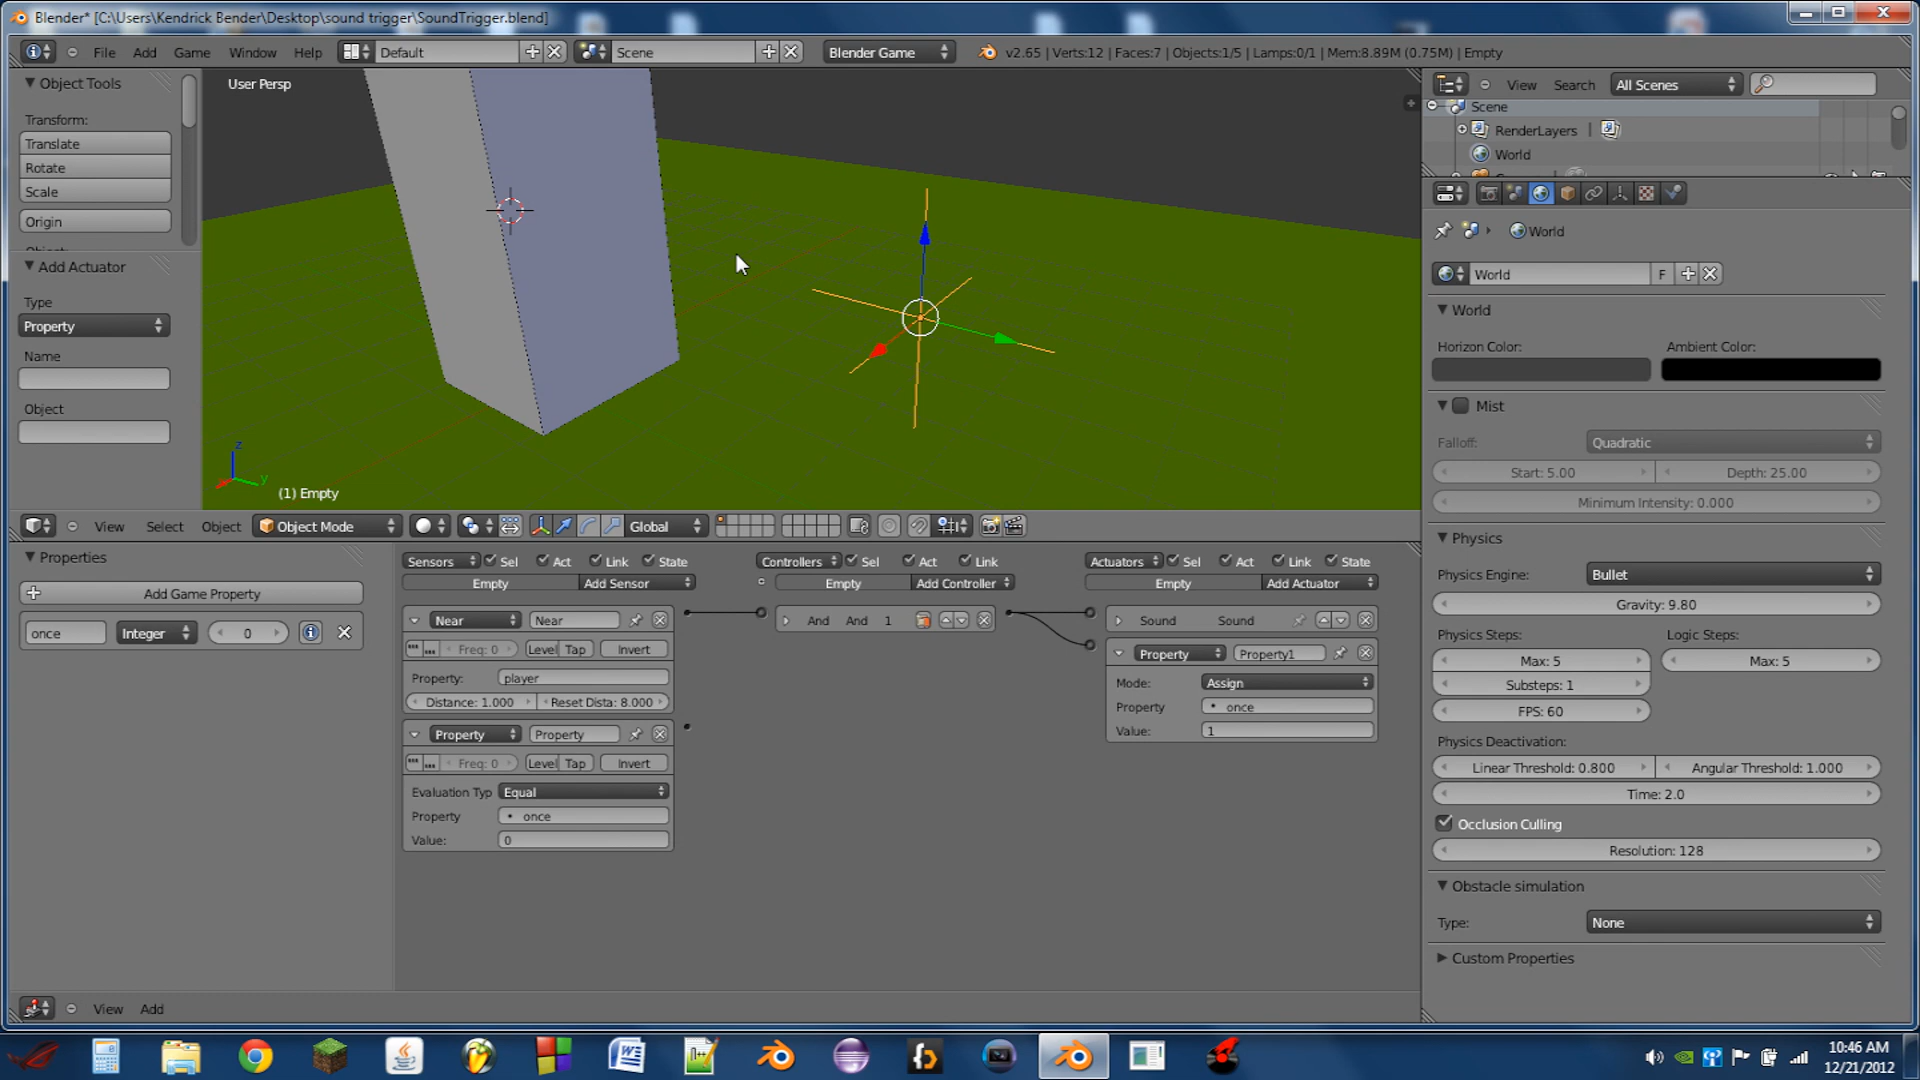 Blender* [C:\Users\Kendrick Bender\Desktop\sound trigger\SoundTrigger.blend]
File Add Game Window Help Default Scene Blender Game v2.65 | Verts:12 | Faces:7 | Objects:1/5 | Lamps:0/1 | Mem:8.89M (0.75M) | Empty
Object Tools
Transform:
Translate
Rotate
Scale
Origin
Add Actuator
Type
Property
Name
Object
User Persp
z
y
(1) Empty
View Search All Scenes
Scene
RenderLayers |
World
World
World F
World
Horizon Color: Ambient Color:
Mist
Falloff: Quadratic
Start: 5.00 Depth: 25.00
Minimum Intensity: 0.000
Physics
Physics Engine: Bullet
Gravity: 9.80
Physics Steps: Logic Steps:
Max: 5 Max: 5
Substeps: 1
FPS: 60
Physics Deactivation:
Linear Threshold: 0.800 Angular Threshold: 1.000
Time: 2.0
Occlusion Culling
Resolution: 128
Obstacle simulation
Type: None
Custom Properties
View Select Object Object Mode Global
Properties
Add Game Property
once Integer 0
Sensors Sel Act Link State
Empty Add Sensor
Near Near
Freq: 0 Level Tap Invert
Property: player
Distance: 1.000 Reset Dista: 8.000
Property Property
Freq: 0 Level Tap Invert
Evaluation Typ Equal
Property once
Value: 0
Controllers Sel Act Link
Empty Add Controller
And And 1
Actuators Sel Act Link State
Empty Add Actuator
Sound Sound
Property Property1
Mode: Assign
Property once
Value: 1
View Add
10:46 AM
12/21/2012